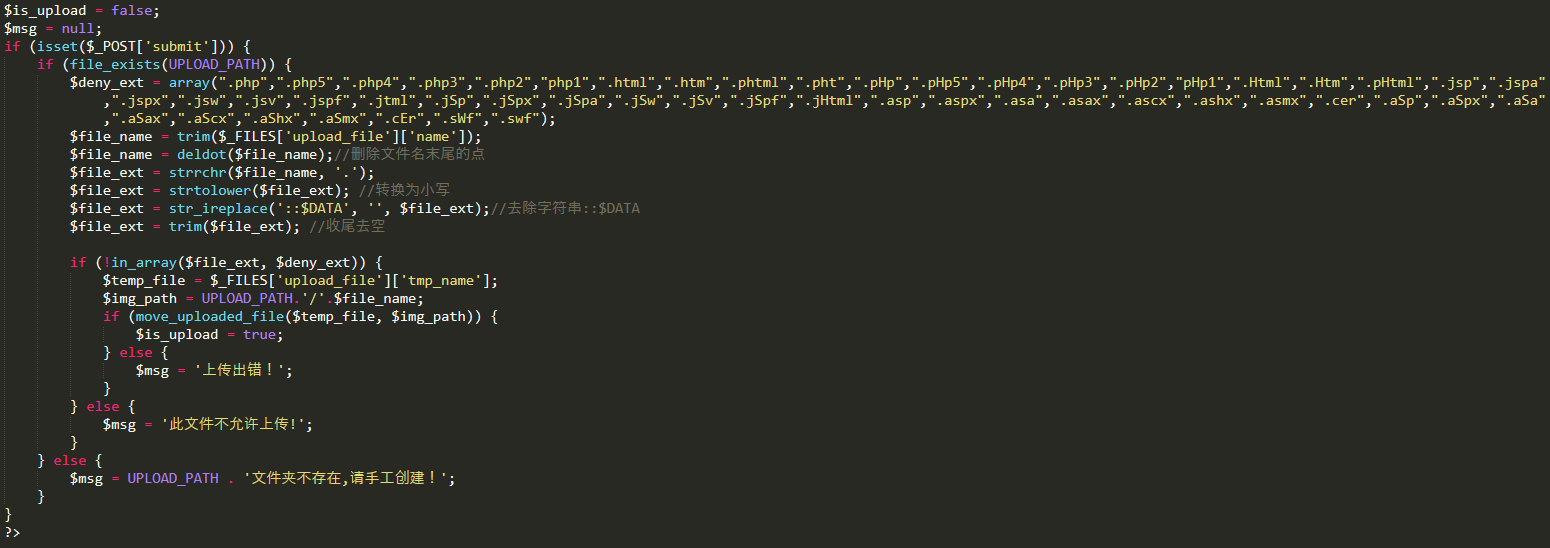 $is_upload = false;
$msg = null;
if (isset($_POST['submit'])) {
    if (file_exists(UPLOAD_PATH)) {
        $deny_ext = array(".php",".php5",".php4",".php3",".php2","php1",".html",".htm",".phtml",".pht",".pHp",".pHp5",".pHp4",".pHp3",".pHp2","pHp1",".Html",".Htm",".pHtml",".jsp",".jspa"
            ,".jspx",".jsw",".jsv",".jspf",".jtml",".jSp",".jSpx",".jSpa",".jSw",".jSv",".jSpf",".jHtml",".asp",".aspx",".asa",".asax",".ascx",".ashx",".asmx",".cer",".aSp",".aSpx",".aSa"
            ,".aSax",".aScx",".aShx",".aSmx",".cEr",".sWf",".swf");
        $file_name = trim($_FILES['upload_file']['name']);
        $file_name = deldot($file_name);//删除文件名末尾的点
        $file_ext = strrchr($file_name, '.');
        $file_ext = strtolower($file_ext); //转换为小写
        $file_ext = str_ireplace('::$DATA', '', $file_ext);//去除字符串::$DATA
        $file_ext = trim($file_ext); //收尾去空
        if (!in_array($file_ext, $deny_ext)) {
            $temp_file = $_FILES['upload_file']['tmp_name'];
            $img_path = UPLOAD_PATH.'/'.$file_name;
            if (move_uploaded_file($temp_file, $img_path)) {
                $is_upload = true;
            } else {
                $msg = '上传出错！';
            }
        } else {
            $msg = '此文件不允许上传!';
        }
    } else {
        $msg = UPLOAD_PATH . '文件夹不存在,请手工创建！';
    }
}
?>